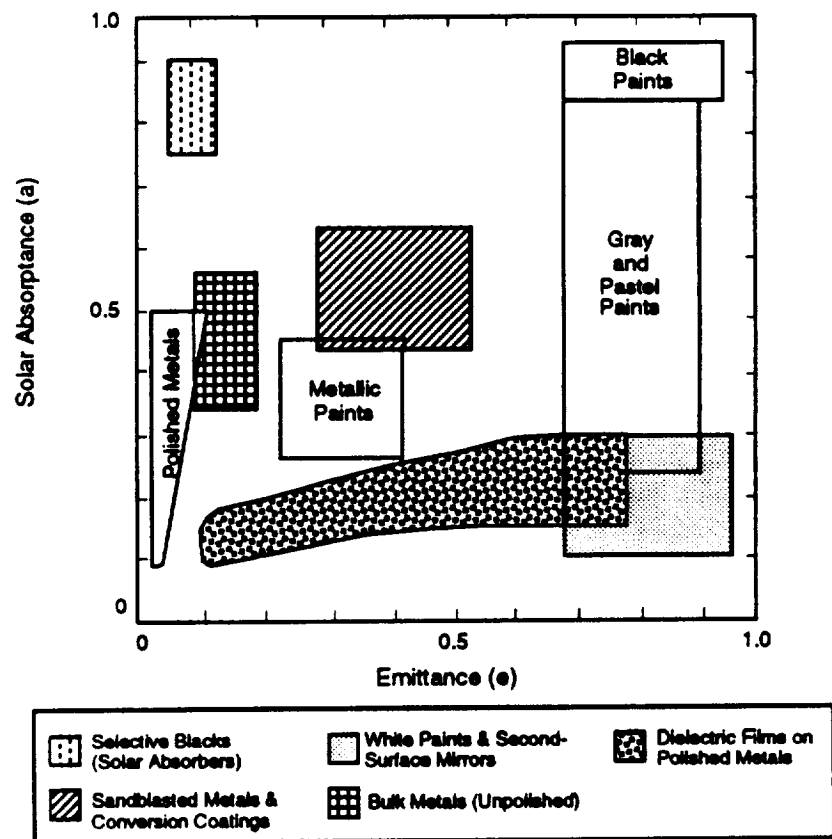 1.0
Black
Paints
Solar Absorptance (a)
Gray
and
Pastel
Paints
0.5
Polished Metals
Metallic
Paints
0
0
0.5
1.0
Emittance (e)
Selective Blacks
(Solar Absorbers)
White Paints & Second-
Surface Mirrors
Dielectric Films on
Polished Metals
Sandblasted Metals &
Conversion Coatings
Bulk Metals (Unpolished)